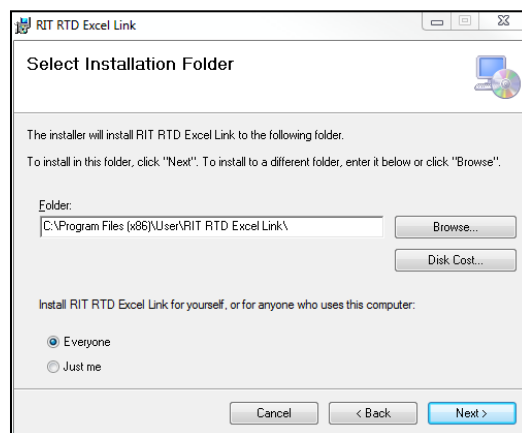 RIT RTD Excel Link
Select Installation Folder
The installer will install RIT RTD Excel Link to the following folder.
To install in this folder, click "Next". To install to a different folder, enter it below or click "Browse".
Folder:
C:\Program Files (x86)\User\RIT RTD Excel Link\
Browse...
Disk Cost...
Install RIT RTD Excel Link for yourself, or for anyone who uses this computer:
Everyone
Just me
Cancel
< Back
Next >